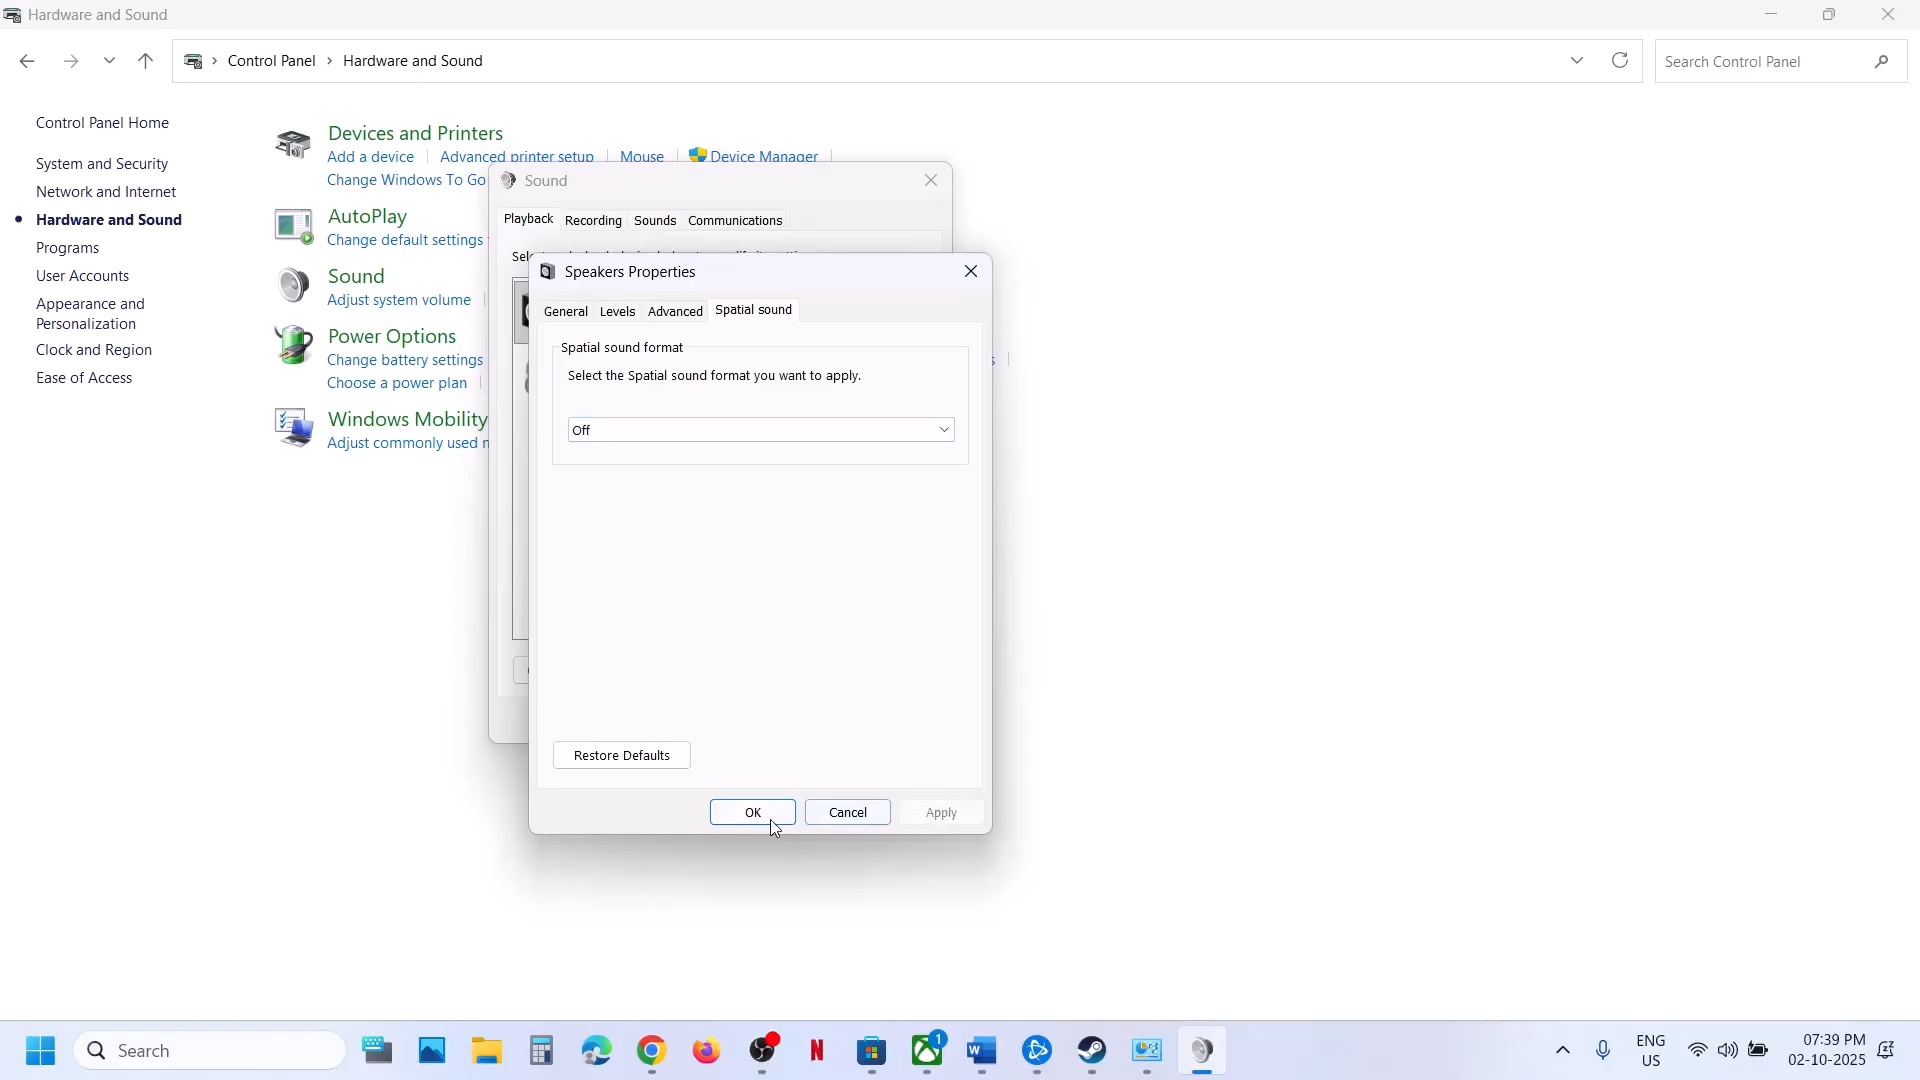 Hardware and Sound
Control Panel > Hardware and Sound
Search Control Panel
Control Panel Home
System and Security
Network and Internet
Hardware and Sound
Programs
User Accounts
Appearance and
Personalization
Clock and Region
Ease of Access
Devices and Printers
Add a device
Advanced printer setup
Mouse
Device Manager
Change Windows To Go
AutoPlay
Change default settings
Sound
Adjust system volume
Power Options
Change battery settings
Choose a power plan
Windows Mobility
Adjust commonly used
Sound
Playback
Recording
Sounds
Communications
Speakers Properties
General
Levels
Advanced
Spatial sound
Spatial sound format
Select the Spatial sound format you want to apply.
Off
Restore Defaults
OK
Cancel
Apply
Search
N
1
W
ENG
US
07:39 PM
02-10-2025